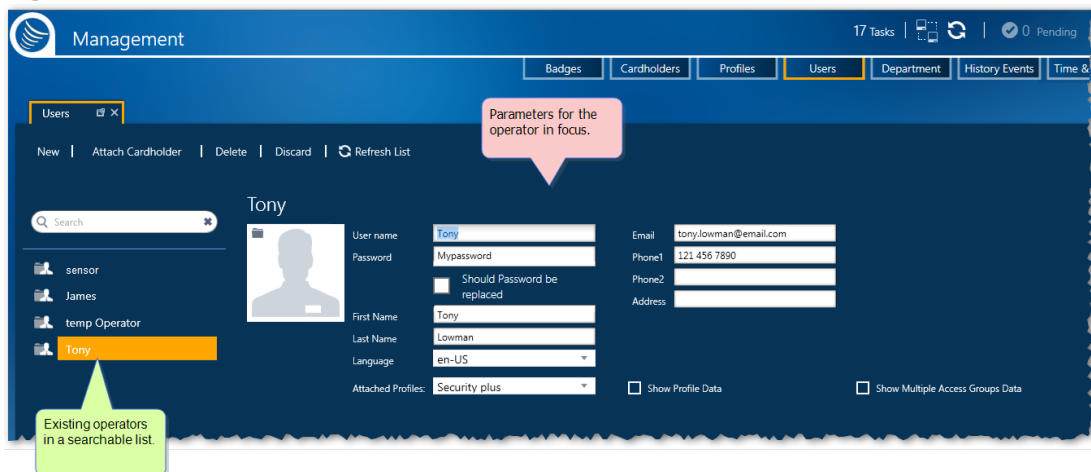 Management
17 Tasks
0 Pending
Badges
Cardholders
Profiles
Users
Department
History Events
Time &
Users
Parameters for the
operator in focus.
New | Attach Cardholder | Delete | Discard | Refresh List
Search
sensor
James
temp Operator
Tony
Existing operators
in a searchable list.
Tony
User name Tony
Password Mypassword
Should Password be
replaced
First Name Tony
Last Name Lowman
Language en-US
Attached Profiles: Security plus
Email tony.lowman@email.com
Phone1 121 456 7890
Phone2
Address
Show Profile Data
Show Multiple Access Groups Data